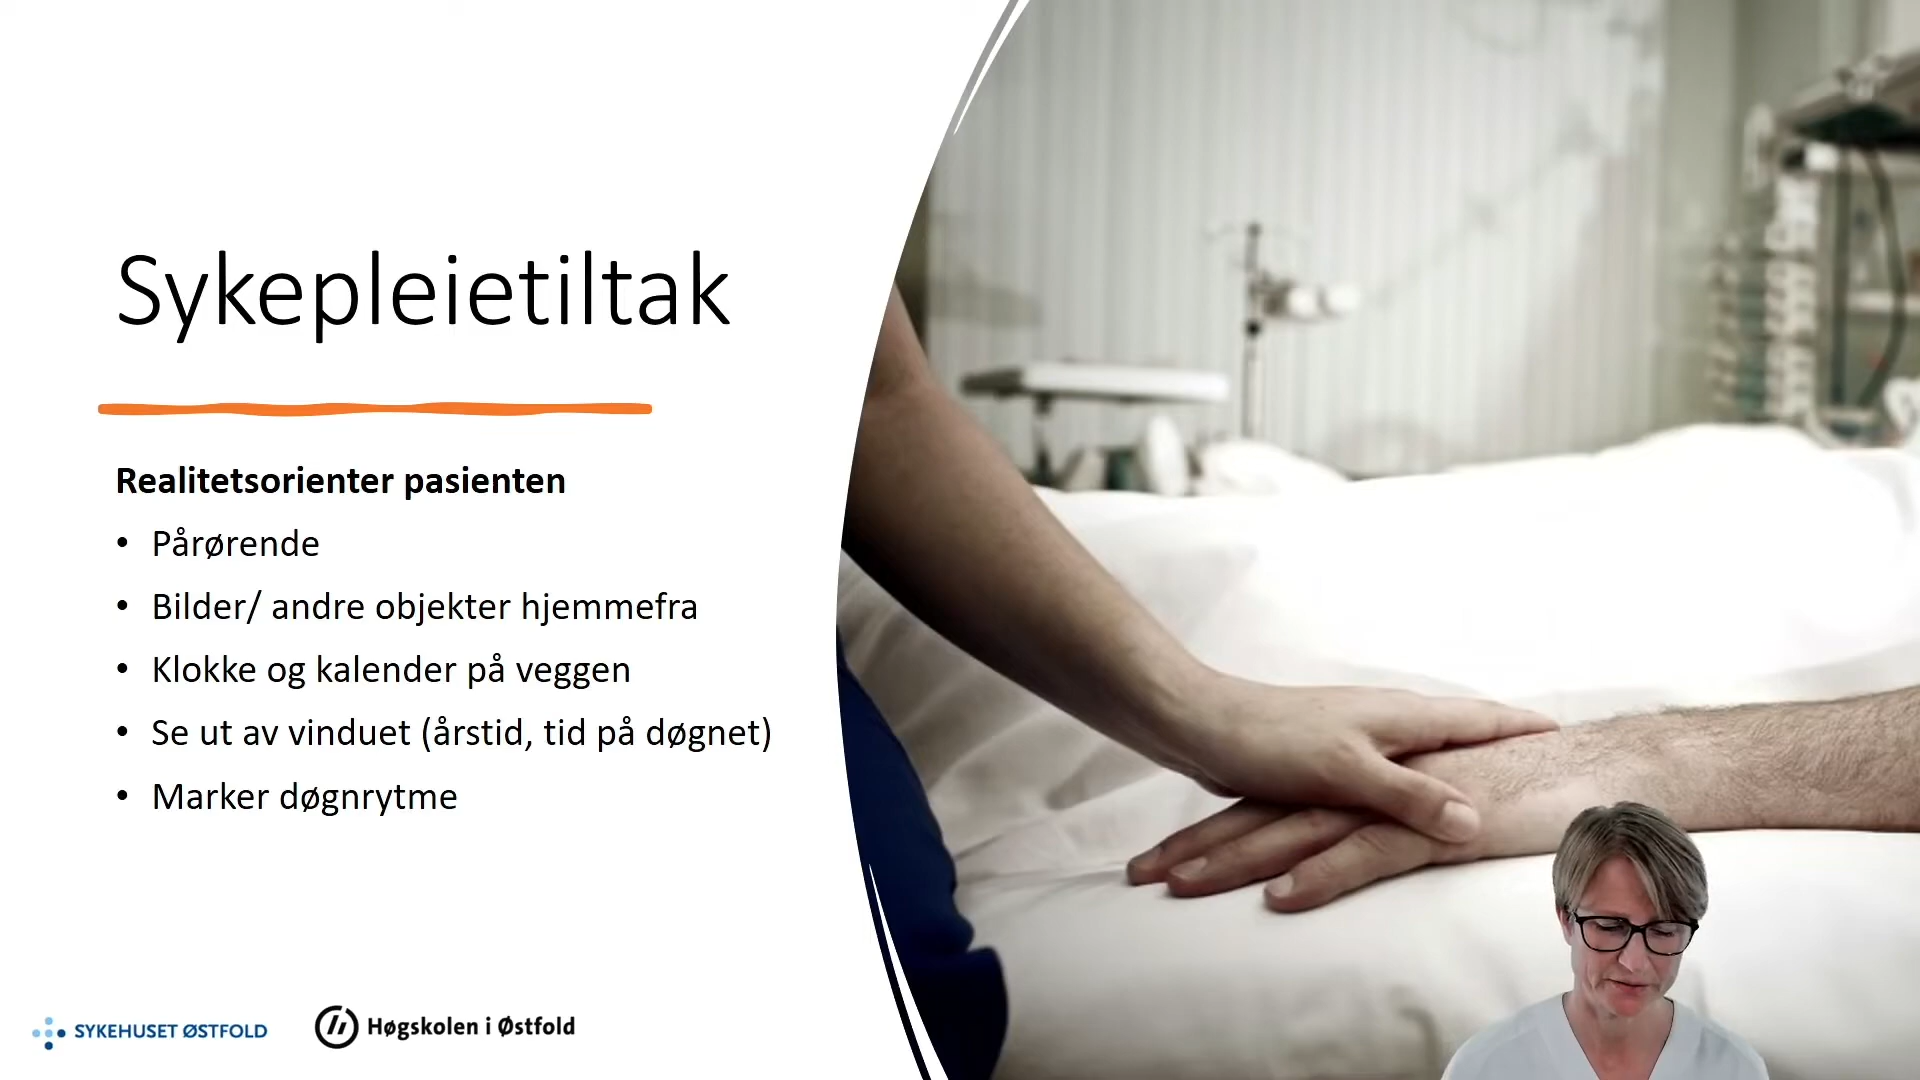 Sykepleietiltak
Realitetsorienter pasienten
• Pårørende
• Bilder/ andre objekter hjemmefra
• Klokke og kalender på veggen
• Se ut av vinduet (årstid, tid på døgnet)
• Marker døgnrytme
SYKEHUSET ØSTFOLD
Høgskolen i Østfold